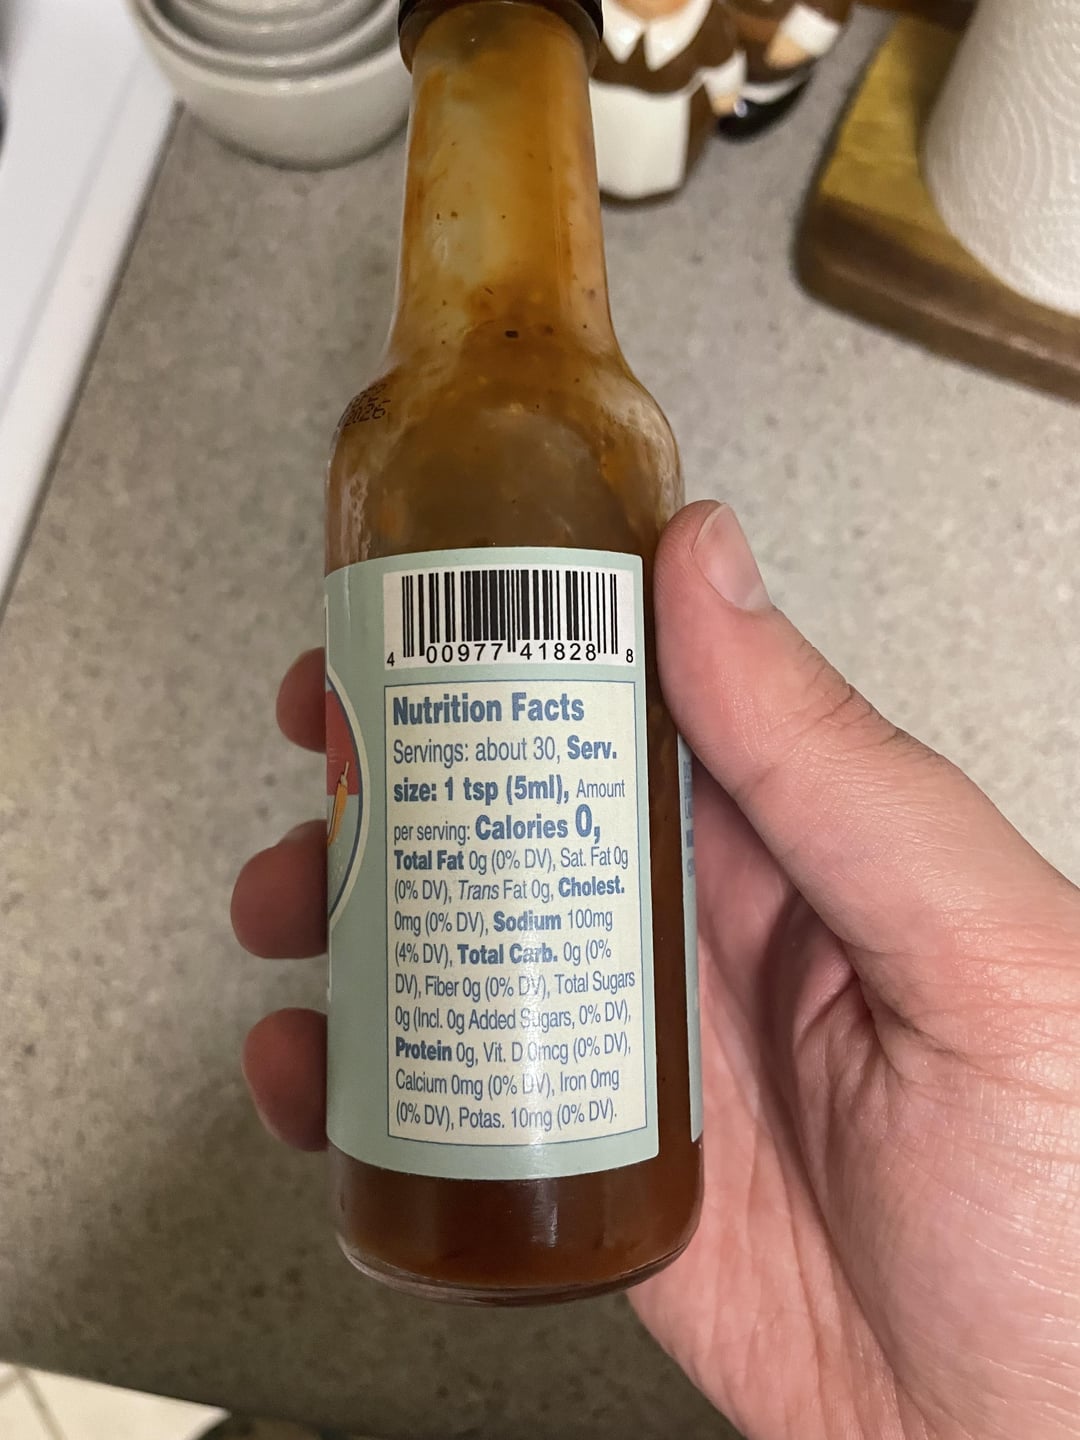 2026
4 00977 41828 8
Nutrition Facts
Servings: about 30, Serv.
size: 1 tsp (5ml), Amount
per serving: Calories 0,
Total Fat 0g (0% DV), Sat. Fat 0g
(0% DV), Trans Fat 0g, Cholest.
0mg (0% DV), Sodium 100mg
(4% DV), Total Carb. 0g (0%
DV), Fiber 0g (0% DV), Total Sugars
0g (Incl. 0g Added Sugars, 0% DV),
Protein 0g, Vit. D 0mcg (0% DV),
Calcium 0mg (0% DV), Iron 0mg
(0% DV), Potas. 10mg (0% DV).